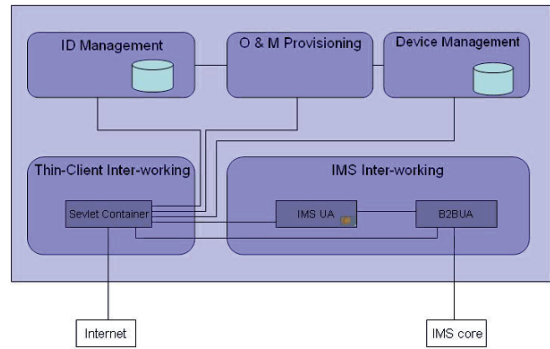 ID Management
O & M Provisioning
Device Management
Thin-Client Inter-working
IMS Inter-working
Sevlet Container
IMS UA
B2BUA
Internet
IMS core